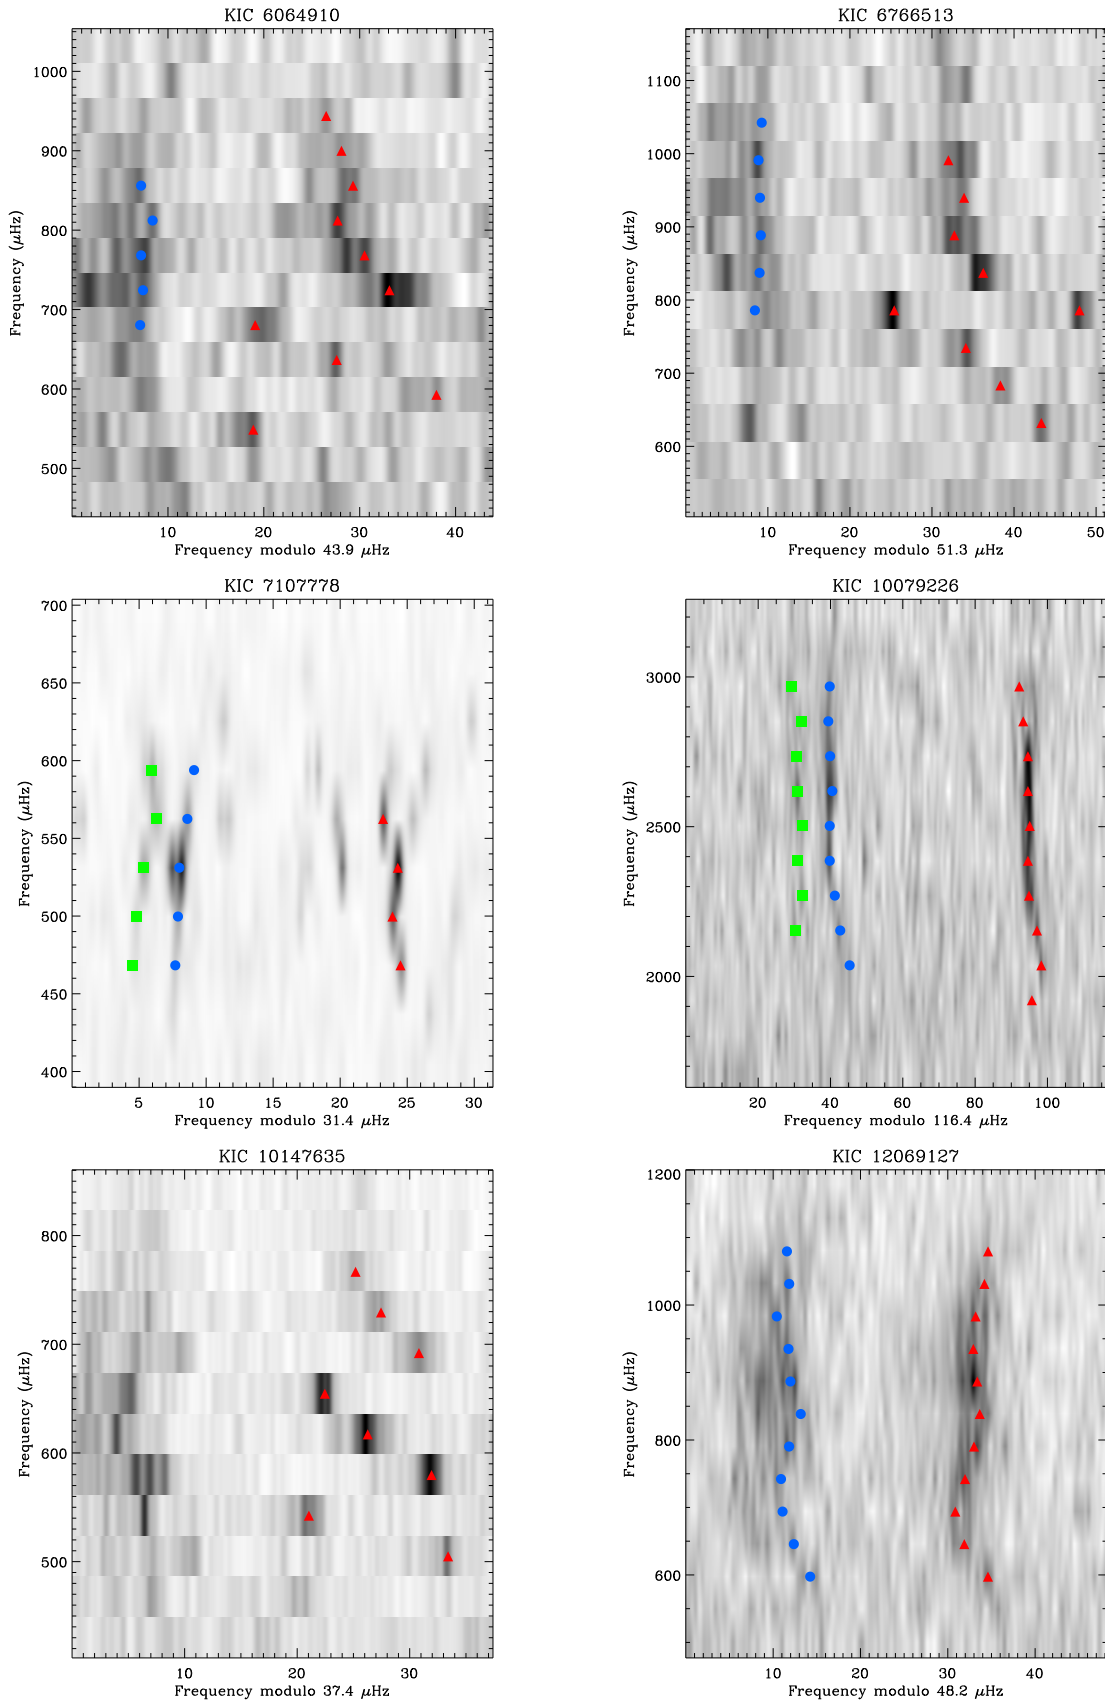 KIC 6064910
KIC 6766513
Frequency (μHz)
1000
900
800
700
600
500
10 20 30 40
Frequency modulo 43.9 μHz
Frequency (μHz)
1100
1000
900
800
700
600
10 20 30 40 50
Frequency modulo 51.3 μHz
KIC 7107778
KIC 10079226
Frequency (μHz)
700
650
600
550
500
450
400
5 10 15 20 25 30
Frequency modulo 31.4 μHz
Frequency (μHz)
3000
2500
2000
20 40 60 80 100
Frequency modulo 116.4 μHz
KIC 10147635
KIC 12069127
Frequency (μHz)
800
700
600
500
10 20 30
Frequency modulo 37.4 μHz
Frequency (μHz)
1200
1000
800
600
10 20 30 40
Frequency modulo 48.2 μHz